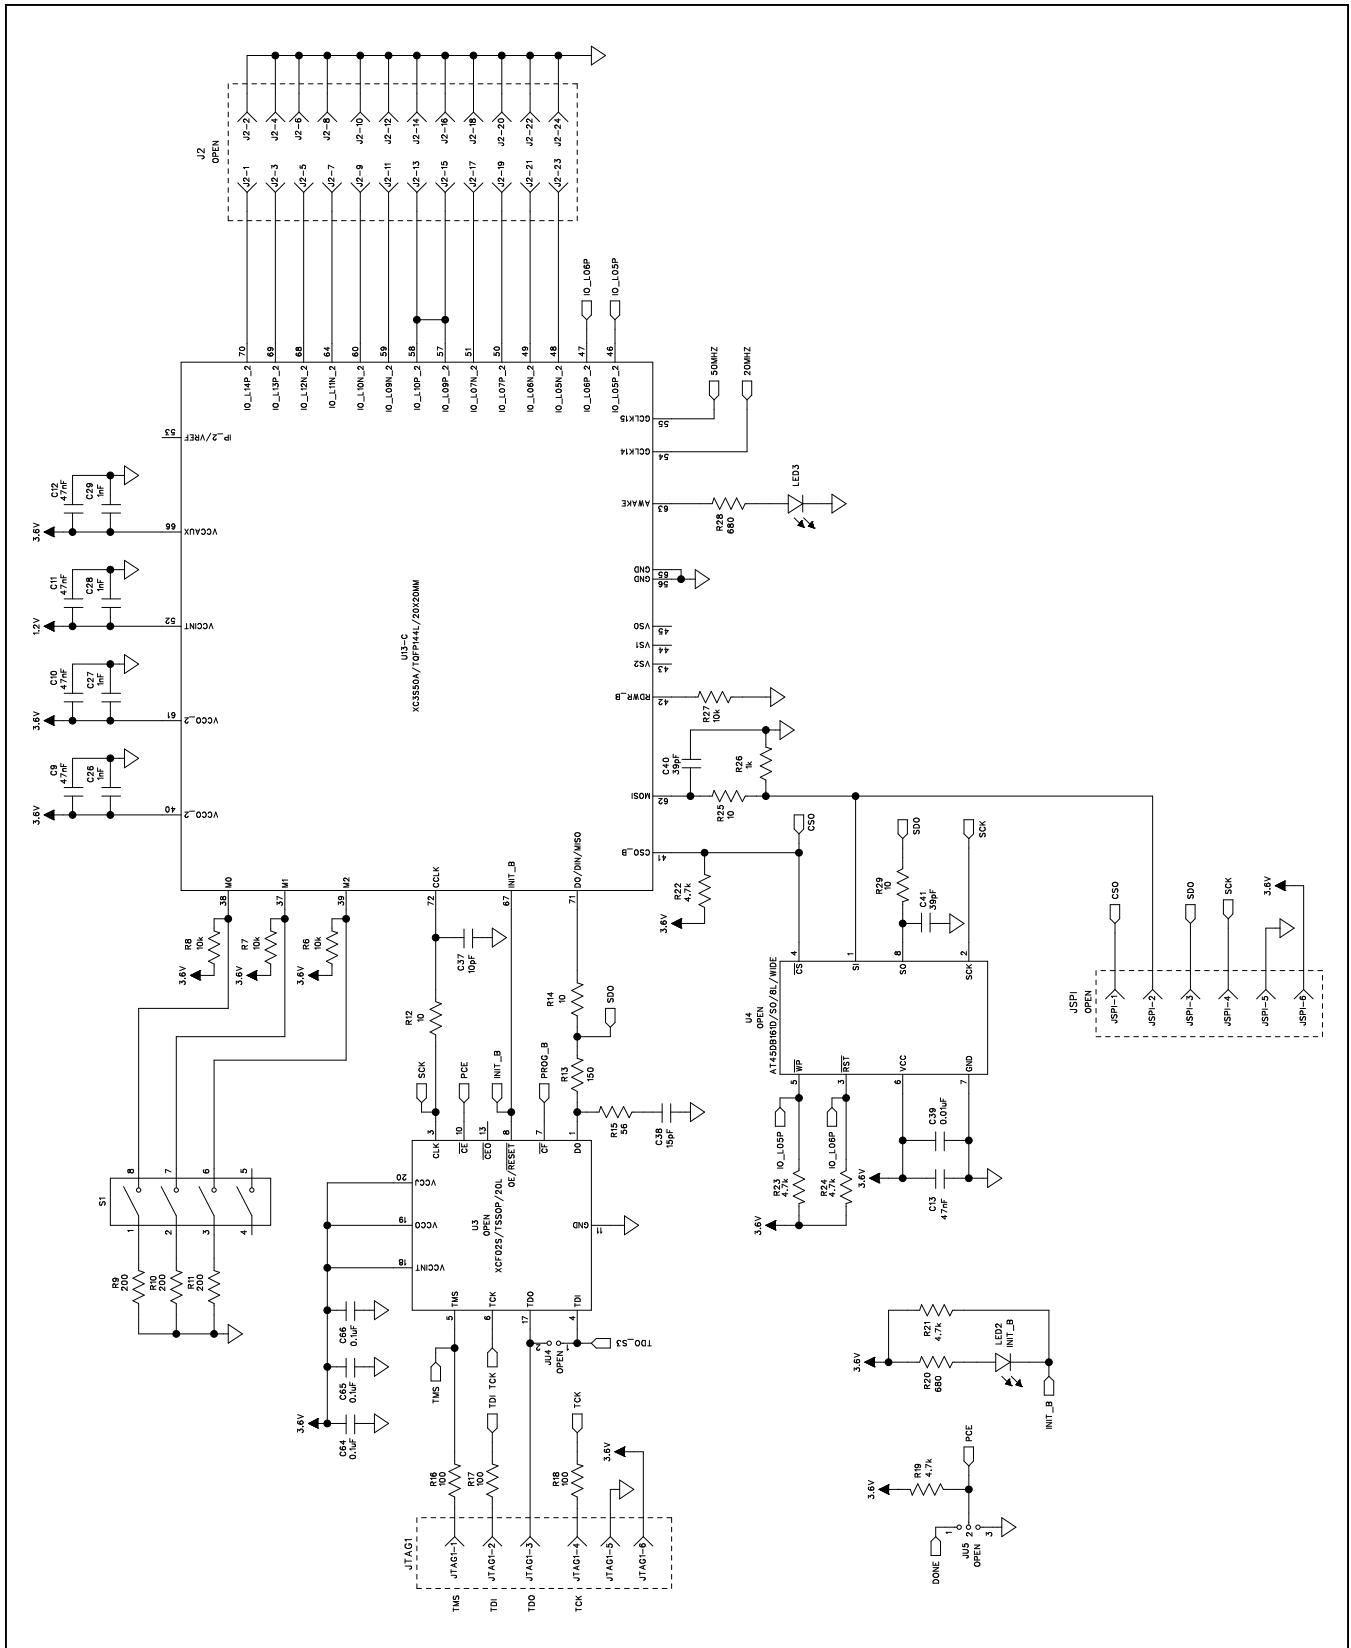 J2
OPEN
J2-2
J2-4
J2-6
J2-8
J2-10
J2-12
J2-14
J2-16
J2-18
J2-20
J2-22
J2-24
J2-1
J2-3
J2-5
J2-7
J2-9
J2-11
J2-13
J2-15
J2-17
J2-19
J2-21
J2-23
IO_L06P
IO_L05P
70
69
68
64
60
59
58
57
51
50
49
48
47
46
IO_L14P_2
IO_L13P_2
IO_L12N_2
IO_L11N_2
IO_L10N_2
IO_L09N_2
IO_L10P_2
IO_L09P_2
IO_L07N_2
IO_L07P_2
IO_L06N_2
IO_L05N_2
IO_L06P_2
IO_L05P_2
53
IP_2/VREF
C12
47nF
C29
1nF
3.6V
66
VCCAUX
C11
47nF
C28
1nF
1.2V
52
VCCINT
C10
47nF
C27
1nF
3.6V
61
VCCO_2
C9
47nF
C26
1nF
3.6V
40
VCCO_2
U13-C
XC3S50A/TQFP144L/20X20MM
GCLK15
55
50MHZ
GCLK14
54
20MHZ
AWAKE
63
R28
680
LED3
GND
65
GND
56
VS0
45
VS1
44
VS2
43
RDWR_B
42
R27
10k
C40
39pF
R26
1k
MOSI
62
R25
10
CSO_B
41
CSO
R22
4.7k
3.6V
SDO
SCK
R29
10
C41
39pF
M0
38
M1
37
M2
39
CCLK
72
INIT_B
67
DO/DIN/MISO
71
R8
10k
3.6V
R7
10k
3.6V
R6
10k
3.6V
C37
10pF
R12
10
R14
10
SDO
R13
150
R15
56
C38
15pF
SCK
PCE
INIT_B
PROG_B
3
10
13
8
7
1
CLK
CE
CEO
OE/RESET
CF
DO
U3
OPEN
XCF02S/TSSOP/20L
20
VCCJ
19
VCCO
18
VCCINT
GND
11
TMS
TCK
TDO
TDI
5
6
17
4
S1
8
7
6
5
1
2
3
4
R9
200
R10
200
R11
200
C66
0.1uF
C65
0.1uF
C64
0.1uF
3.6V
TMS
TDI
TCK
2
JU4
1
OPEN
TDO_S3
TCK
R16
100
R17
100
R18
100
3.6V
JTAG1
JTAG1-1
JTAG1-2
JTAG1-3
JTAG1-4
JTAG1-5
JTAG1-6
TMS
TDI
TDO
TCK
U4
OPEN
AT45DB161D/SO/8L/WIDE
4
1
8
2
CS
SI
SO
SCK
WP
RST
VCC
GND
5
3
6
7
IO_L05P
IO_L06P
R23
4.7k
R24
4.7k
3.6V
3.6V
C39
0.01uF
C13
47nF
CSO
SDO
SCK
3.6V
JSPI
OPEN
JSPI-1
JSPI-2
JSPI-3
JSPI-4
JSPI-5
JSPI-6
R21
4.7k
3.6V
R20
680
LED2
INIT_B
INIT_B
3.6V
R19
4.7k
PCE
DONE
1
2
3
JU5
OPEN